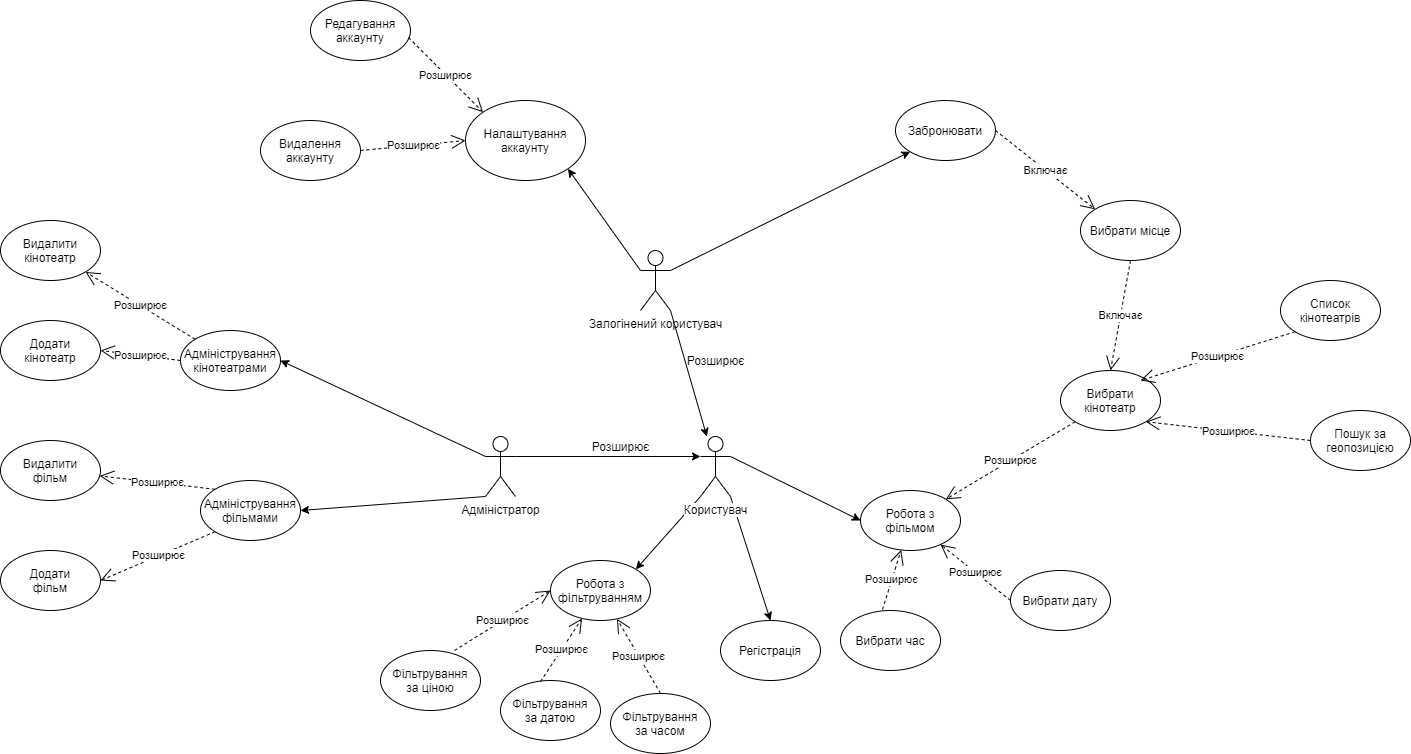 Редагування
аккаунту
Розширює
Видалення
аккаунту
Розширює
Налаштування
аккаунту
Забронювати
Включає
Вибрати місце
Включає
Видалити
кінотеатр
Розширює
Додати
кінотеатр
Розширює
Адміністрування
кінотеатрами
Залогінений користувач
Розширює
Список
кінотеатрів
Розширює
Вибрати
кінотеатр
Розширює
Пошук за
геопозицією
Розширює
Видалити
фільм
Розширює
Адміністрування
фільмами
Розширює
Додати
фільм
Розширює
Адміністратор
Користувач
Робота з
фільмом
Розширює
Вибрати час
Розширює
Вибрати дату
Робота з
фільтруванням
Регістрація
Розширює
Фільтрування
за ціною
Розширює
Фільтрування
за датою
Розширює
Фільтрування
за часом